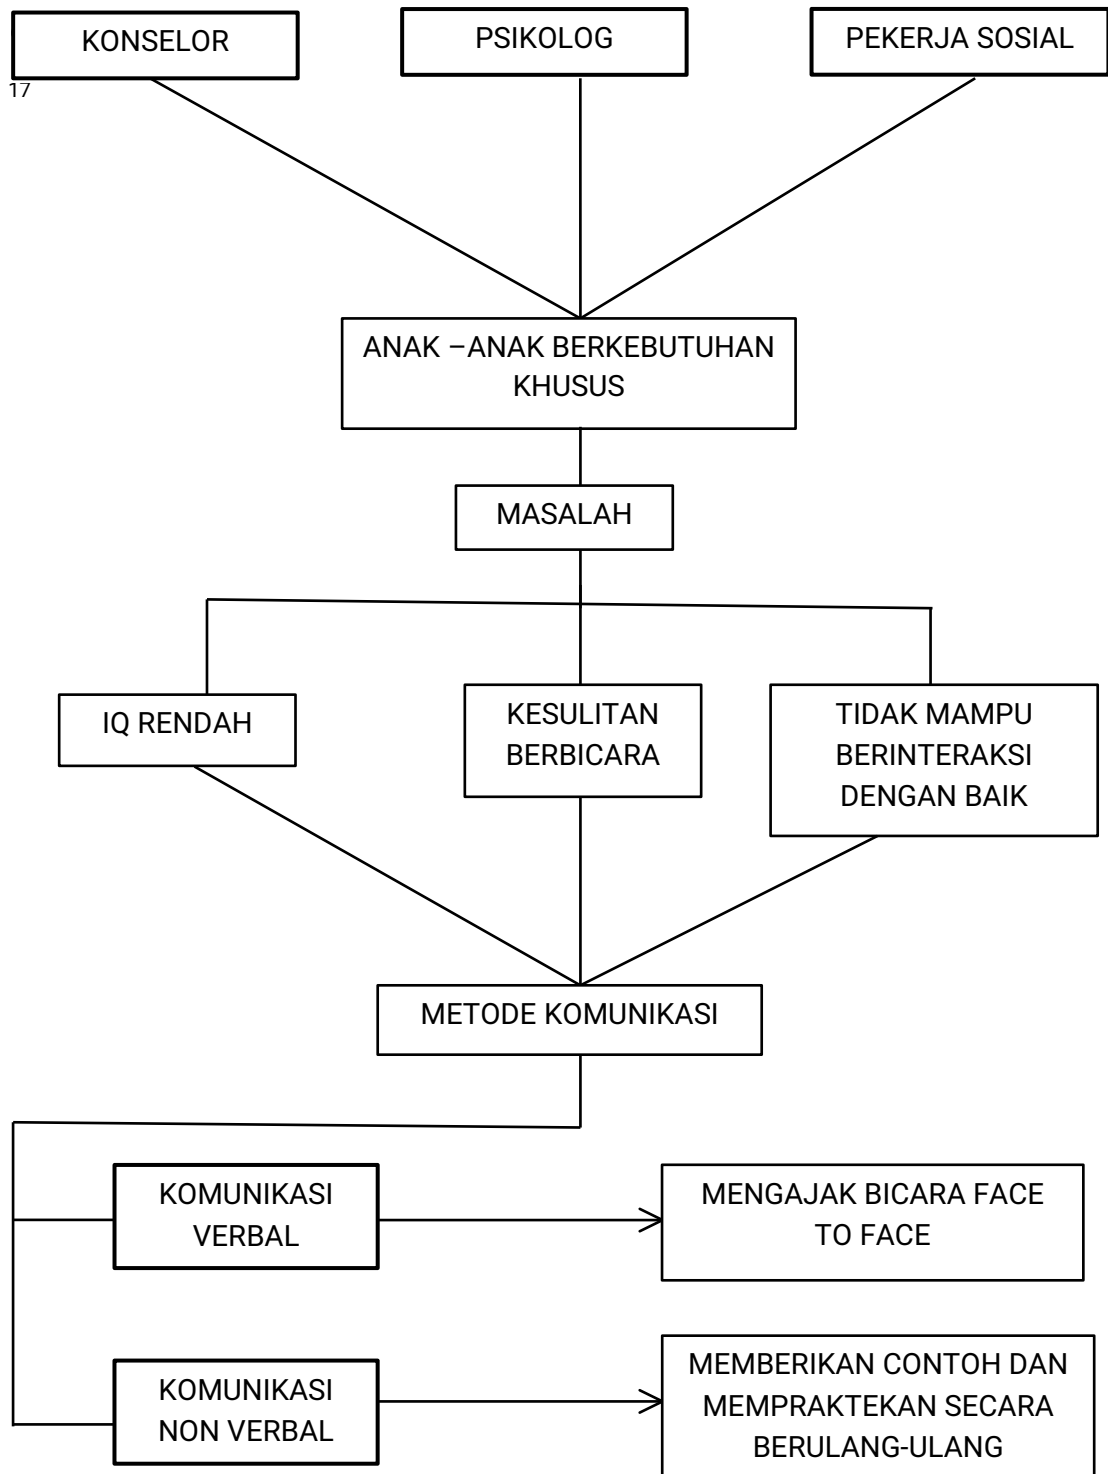 KONSELOR
PSIKOLOG
PEKERJA SOSIAL
17
ANAK –ANAK BERKEBUTUHAN
KHUSUS
MASALAH
IQ RENDAH
KESULITAN
BERBICARA
TIDAK MAMPU
BERINTERAKSI
DENGAN BAIK
METODE KOMUNIKASI
KOMUNIKASI
VERBAL
MENGAJAK BICARA FACE
TO FACE
KOMUNIKASI
NON VERBAL
MEMBERIKAN CONTOH DAN
MEMPRAKTEKAN SECARA
BERULANG-ULANG